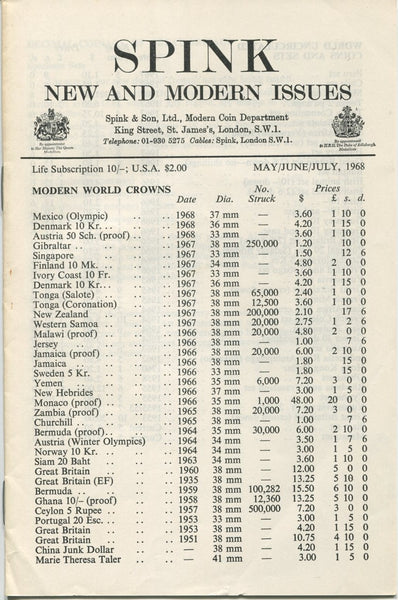 SPINK
NEW AND MODERN ISSUES
Spink & Son, Ltd., Modern Coin Department
King Street, St. James's, London, S.W.1.
Telephone: 01-930 5275 Cables: Spink, London S.W.1.
By appointment
to Her Majesty The Queen
Medallists
By appointment
to H.R.H. The Duke of Edinburgh
Medallists
Life Subscription 10/–; U.S.A. $2.00 MAY/JUNE/JULY, 1968
MODERN WORLD CROWNS No. Prices
Date Dia. Struck $ £ s. d.
Mexico (Olympic) .. .. 1968 37 mm — 3.60 1 10 0
Denmark 10 Kr. .. .. .. 1968 36 mm — 4.20 1 15 0
Austria 50 Sch. (proof) .. .. 1968 33 mm — 3.60 1 10 0
Gibraltar .. .. .. 1967 38 mm 250,000 1.20 10 0
Singapore .. .. .. 1967 33 mm — 1.50 12 6
Finland 10 Mk. .. .. .. 1967 34 mm — 4.80 2 0 0
Ivory Coast 10 Fr. .. .. 1967 33 mm — 3.60 1 10 0
Denmark 10 Kr. .. .. .. 1967 36 mm — 4.20 1 15 0
Tonga (Salote) .. .. .. 1967 38 mm 65,000 2.40 1 0 0
Tonga (Coronation) .. .. 1967 38 mm 12,500 3.60 1 10 0
New Zealand .. .. .. 1967 38 mm 200,000 2.10 17 6
Western Samoa .. .. .. 1967 38 mm 20,000 2.75 1 2 6
Malawi (proof) .. .. .. 1966 38 mm 20,000 4.80 2 0 0
Jersey .. .. .. 1966 38 mm — 1.00 7 6
Jamaica (proof) .. .. .. 1966 38 mm 20,000 6.00 2 10 0
Jamaica .. .. .. 1966 38 mm — 1.80 15 0
Sweden 5 Kr. .. .. .. 1966 33 mm — 1.80 15 0
Yemen .. .. .. 1966 35 mm 6,000 7.20 3 0 0
New Hebrides .. .. .. 1966 37 mm — 3.00 1 5 0
Monaco (proof) .. .. .. 1966 35 mm 1,000 48.00 20 0 0
Zambia (proof) .. .. .. 1965 38 mm 20,000 7.20 3 0 0
Churchill .. .. .. 1965 38 mm — 1.00 7 6
Bermuda (proof) .. .. .. 1964 35 mm 30,000 6.00 2 10 0
Austria (Winter Olympics) .. 1964 34 mm — 3.50 1 7 6
Norway 10 Kr. .. .. .. 1964 34 mm — 3.00 1 5 0
Siam 20 Baht .. .. .. 1963 34 mm — 3.60 1 10 0
Great Britain .. .. .. 1960 38 mm — 12.00 5 0 0
Great Britain (EF) .. .. 1935 38 mm — 13.25 5 10 0
Bermuda .. .. .. 1959 38 mm 100,282 15.50 6 10 0
Ghana 10/– (proof) .. .. 1958 38 mm 12,360 13.25 5 10 0
Ceylon 5 Rupee .. .. .. 1957 38 mm 500,000 7.20 3 0 0
Portugal 20 Esc. .. .. .. 1953 33 mm — 3.00 1 5 0
Great Britain .. .. .. 1953 38 mm — 4.20 1 15 0
Great Britain .. .. .. 1951 38 mm — 10.75 4 10 0
China Junk Dollar .. .. — 38 mm — 4.20 1 15 0
Marie Theresa Taler .. .. — 41 mm — 3.00 1 5 0